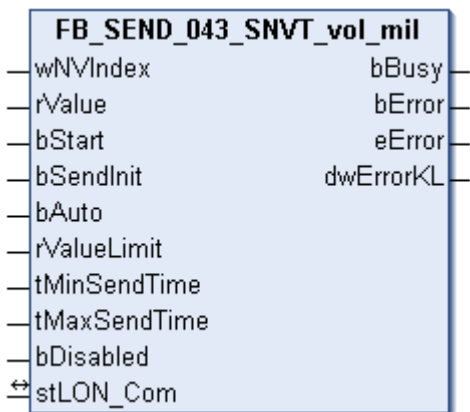 FB_SEND_043_SNVT_vol_mil
wNVIndex bBusy
rValue bError
bStart eError
bSendInit dwErrorKL
bAuto
rValueLimit
tMinSendTime
tMaxSendTime
bDisabled
stLON_Com